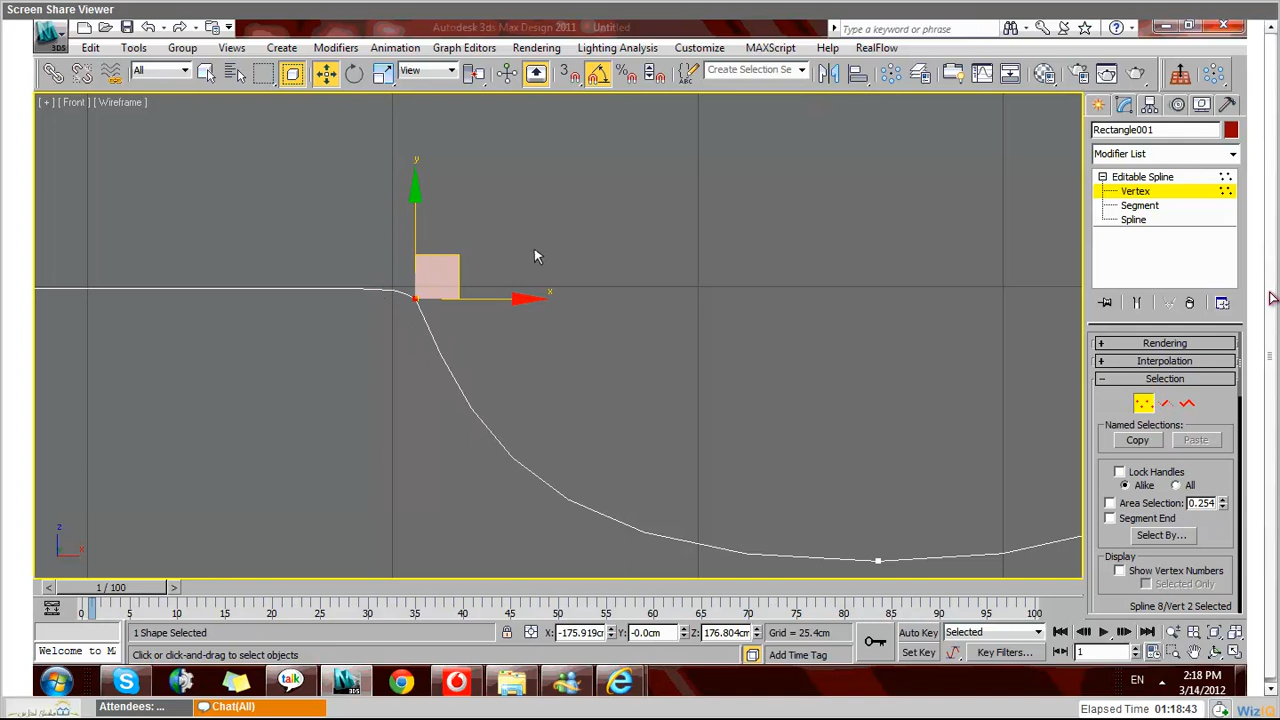 Screen Share Viewer
Autodesk 3ds Max Design 2011 Untitled
Type a keyword or phrase
3DS
Edit Tools Group Views Create Modifiers Animation Graph Editors Rendering Lighting Analysis Customize MAXScript Help RealFlow
All View 3 Create Selection Se
[ + ] [ Front ] [ Wireframe ]
Rectangle001
Modifier List
Editable Spline
Vertex
Segment
Spline
y
x
Rendering
Interpolation
Selection
Named Selections:
Copy Paste
Lock Handles
Alike All
Area Selection: 0.254
Segment End
Select By...
Display
Show Vertex Numbers
Selected Only
Spline 8/Vert 2 Selected
z
x
1 / 100
0 5 10 15 20 25 30 35 40 45 50 55 60 65 70 75 80 85 90 95 100
1 Shape Selected X: -175.919cm Y: -0.0cm Z: 176.804cm Grid = 25.4cm Auto Key Selected
Welcome to M Click or click-and-drag to select objects Add Time Tag Set Key Key Filters... 1
talk EN 2:18 PM
3/14/2012
Attendees: ... Chat(All) Elapsed Time 01:18:43 WizIQ